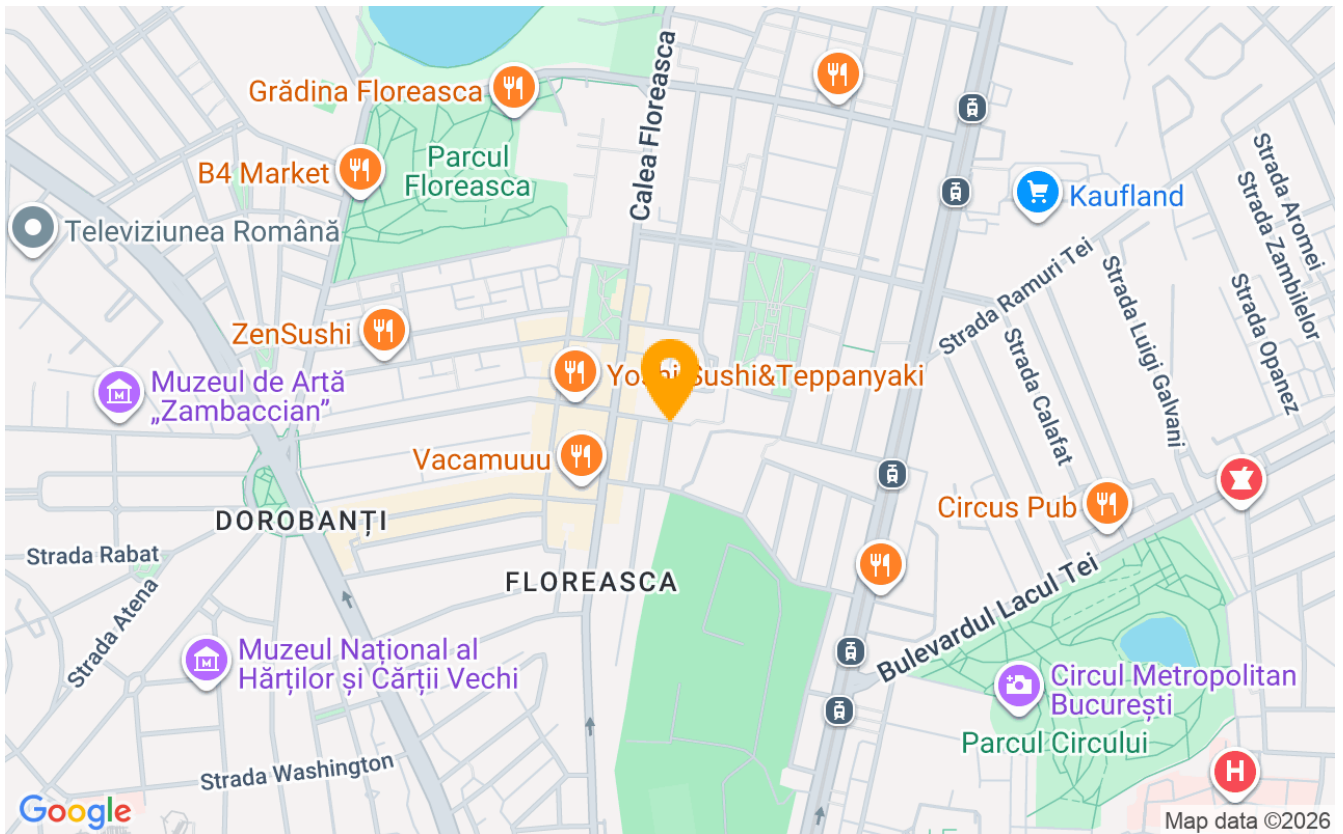 Grădina Floreasca
Calea Floreasca
B4 Market
Parcul
Floreasca
Televiziunea Română
Kaufland
Strada Aromei
Strada Zambilelor
Strada Ramuri Tei
Strada Luigi Galvani
Strada Opanez
Strada Calafat
ZenSushi
Muzeul de Artă
„Zambaccian”
Sushi&Teppanyaki
Vacamuuu
DOROBANȚI
Circus Pub
Strada Rabat
Strada Atena
FLOREASCA
Bulevardul Lacul Tei
Muzeul Național al
Hărților și Cărții Vechi
Circul Metropolitan
București
Parcul Circului
Strada Washington
H
Google
Map data ©2026